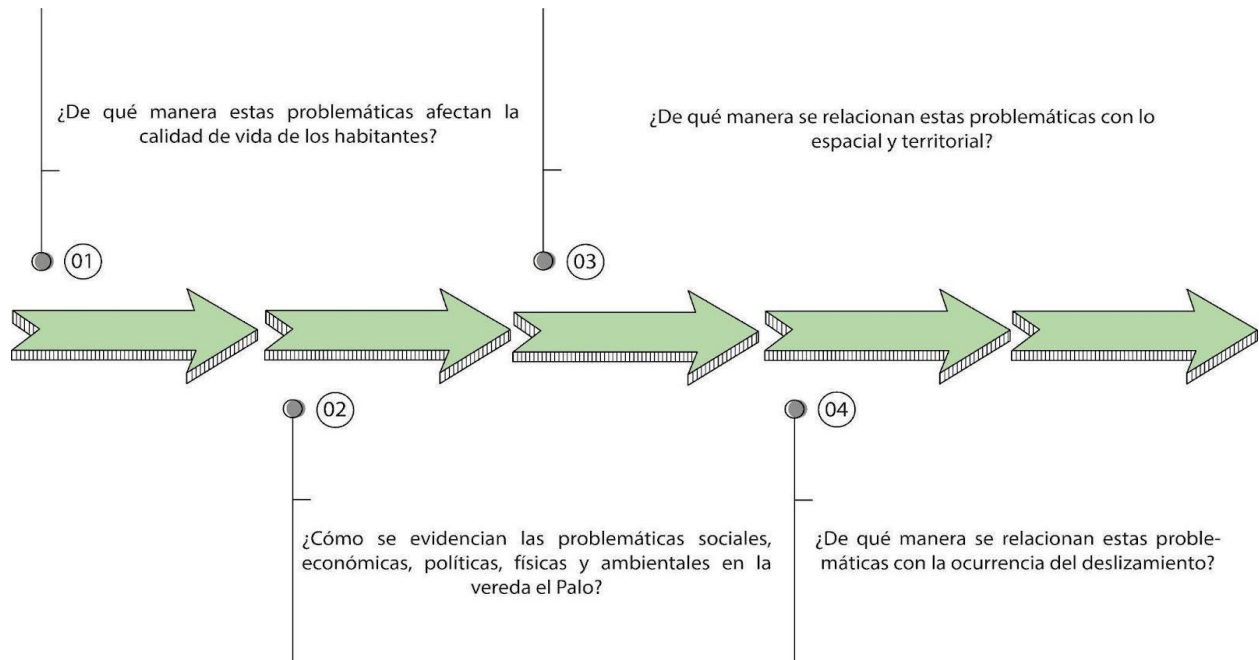 ¿De qué manera estas problemáticas afectan la
calidad de vida de los habitantes?
01
¿Cómo se evidencian las problemáticas sociales,
económicas, políticas, físicas y ambientales en la
vereda el Palo?
02
¿De qué manera se relacionan estas problemáticas con lo
espacial y territorial?
03
¿De qué manera se relacionan estas proble-
máticas con la ocurrencia del deslizamiento?
04